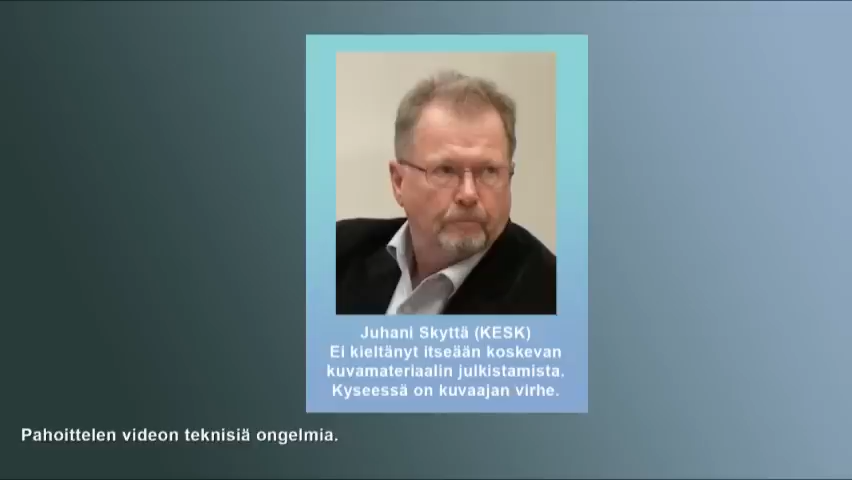 Juhani Skyttä (KESK)
Ei kieltänyt itseään koskevan
kuvamateriaalin julkistamista.
Kyseessä on kuvaajan virhe.
Pahoittelen videon teknisiä ongelmia.